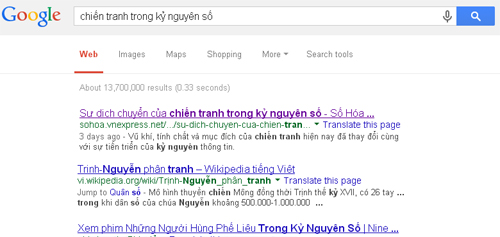 Google chiến tranh trong kỷ nguyên số
Web Images Maps Shopping More Search tools
About 13,700,000 results (0.33 seconds)
Sự dịch chuyển của chiến tranh trong kỷ nguyên số - Số Hóa ...
sohoa.vnexpress.net/.../su-dich-chuyen-cua-chien-tran... Translate this page
3 days ago - Vũ khí, tính chất và mục đích của chiến tranh hiện nay đã thay đổi cùng
với sự tiến triển của kỷ nguyên thông tin.
Trịnh-Nguyễn phân tranh – Wikipedia tiếng Việt
vi.wikipedia.org/wiki/Trịnh-Nguyễn_phân_tranh Translate this page
Jump to Quân số - Mô hình thuyền chiến Mông đồng thời Trịnh thế kỷ XVII, có 26 tay ...
trong khi dân số của chúa Nguyễn khoảng 500.000-1.000.000 ...
Xem phim Những Người Hùng Phế Liệu Trong Kỷ Nguyên Số | Nine ...